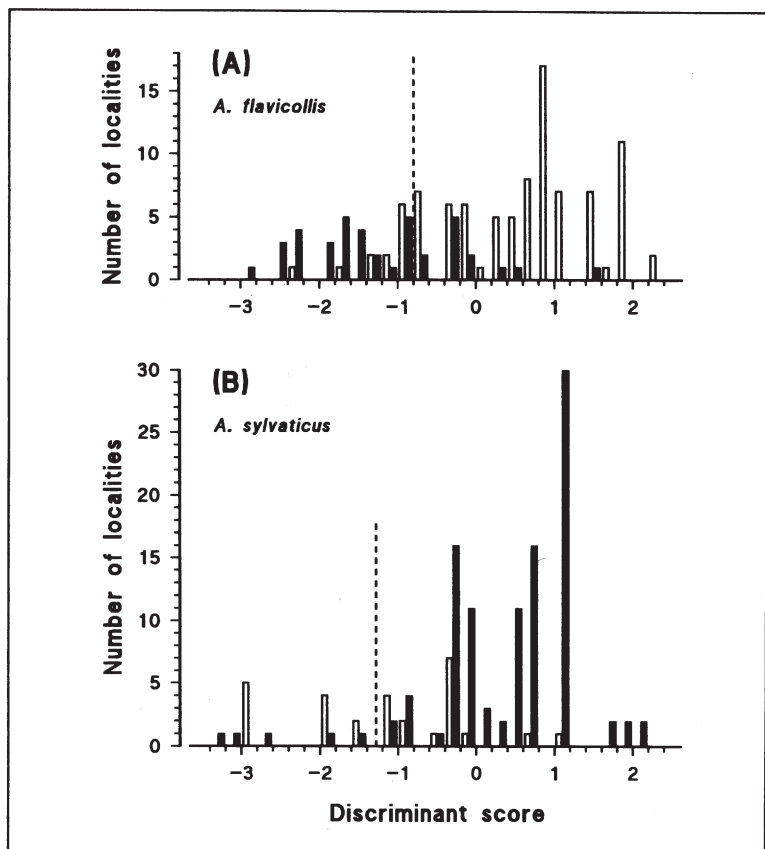 (A)
A. flavicollis
Number of localities
15
10
5
0
−3 −2 −1 0 1 2
(B)
A. sylvaticus
Number of localities
30
25
20
15
10
5
0
−3 −2 −1 0 1 2
Discriminant score